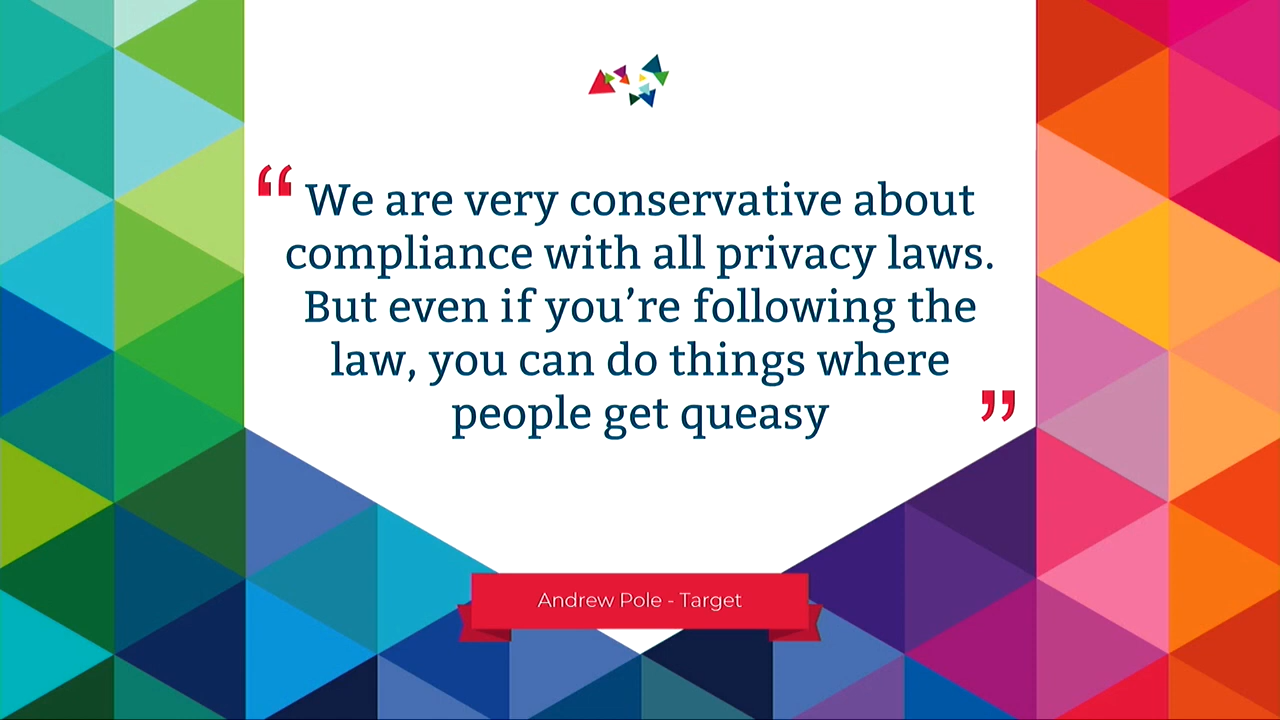 “We are very conservative about
compliance with all privacy laws.
But even if you’re following the
law, you can do things where
people get queasy”
Andrew Pole - Target